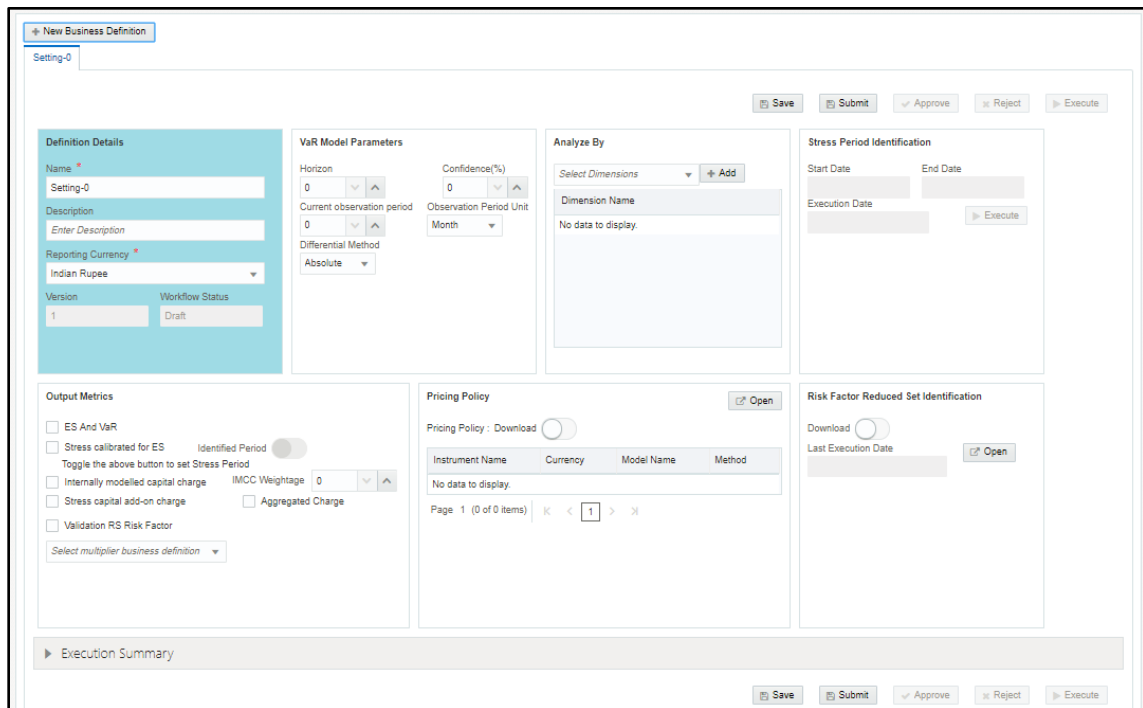 + New Business Definition
Setting-0
Save Submit Approve Reject Execute
Definition Details
Name *
Setting-0
Description
Enter Description
Reporting Currency *
Indian Rupee
Version Workflow Status
1 Draft
VaR Model Parameters
Horizon Confidence(%)
0 0
Current observation period Observation Period Unit
0 Month
Differential Method
Absolute
Analyze By
Select Dimensions + Add
Dimension Name
No data to display.
Stress Period Identification
Start Date End Date
Execution Date
Execute
Output Metrics
ES And VaR
Stress calibrated for ES Identified Period
Toggle the above button to set Stress Period
Internally modelled capital charge IMCC Weightage 0
Stress capital add-on charge Aggregated Charge
Validation RS Risk Factor
Select multiplier business definition
Pricing Policy Open
Pricing Policy : Download
Instrument Name Currency Model Name Method
No data to display.
Page 1 (0 of 0 items) 1
Risk Factor Reduced Set Identification
Download
Last Execution Date Open
Execution Summary
Save Submit Approve Reject Execute